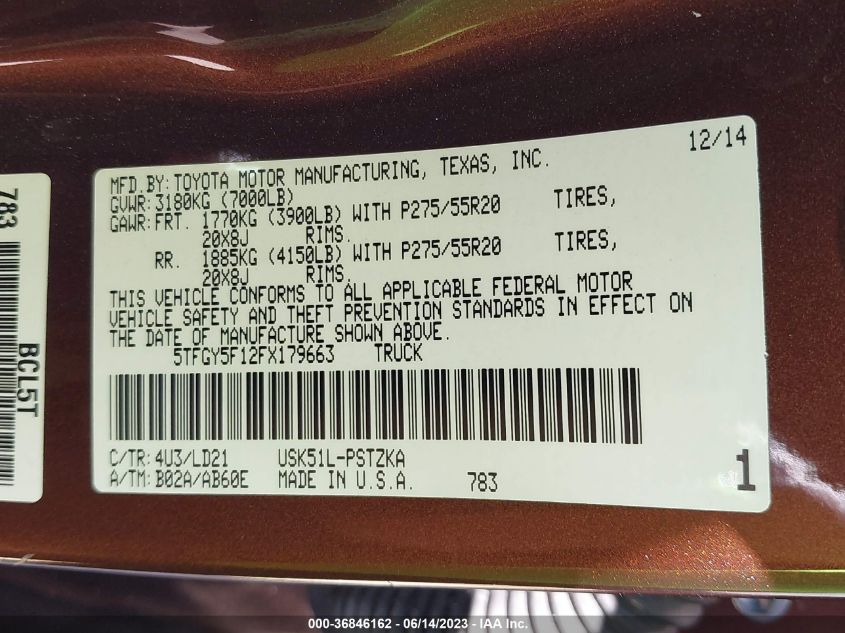 12/14
MFD.BY:TOYOTA MOTOR MANUFACTURING, TEXAS, INC.
GVWR:3180KG (7000LB)
GAWR:FRT. 1770KG (3900LB) WITH P275/55R20 TIRES,
20X8J RIMS.
RR. 1885KG (4150LB) WITH P275/55R20 TIRES,
20X8J RIMS.
THIS VEHICLE CONFORMS TO ALL APPLICABLE FEDERAL MOTOR
VEHICLE SAFETY AND THEFT PREVENTION STANDARDS IN EFFECT ON
THE DATE OF MANUFACTURE SHOWN ABOVE.
5TFGY5F12FX179663 TRUCK
C/TR:4U3/LD21 USK51L-PSTZKA
A/TM:B02A/AB60E MADE IN U.S.A. 783
1
783
BCL5T
000-36846162 - 06/14/2023 - IAA Inc.